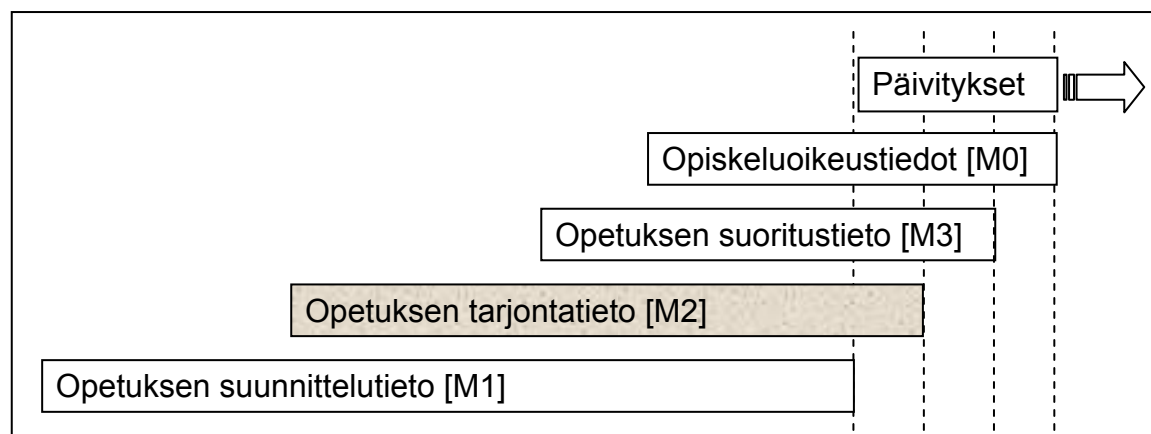 Päivitykset
Opiskeluoikeustiedot [M0]
Opetuksen suoritustieto [M3]
Opetuksen tarjontatieto [M2]
Opetuksen suunnittelutieto [M1]